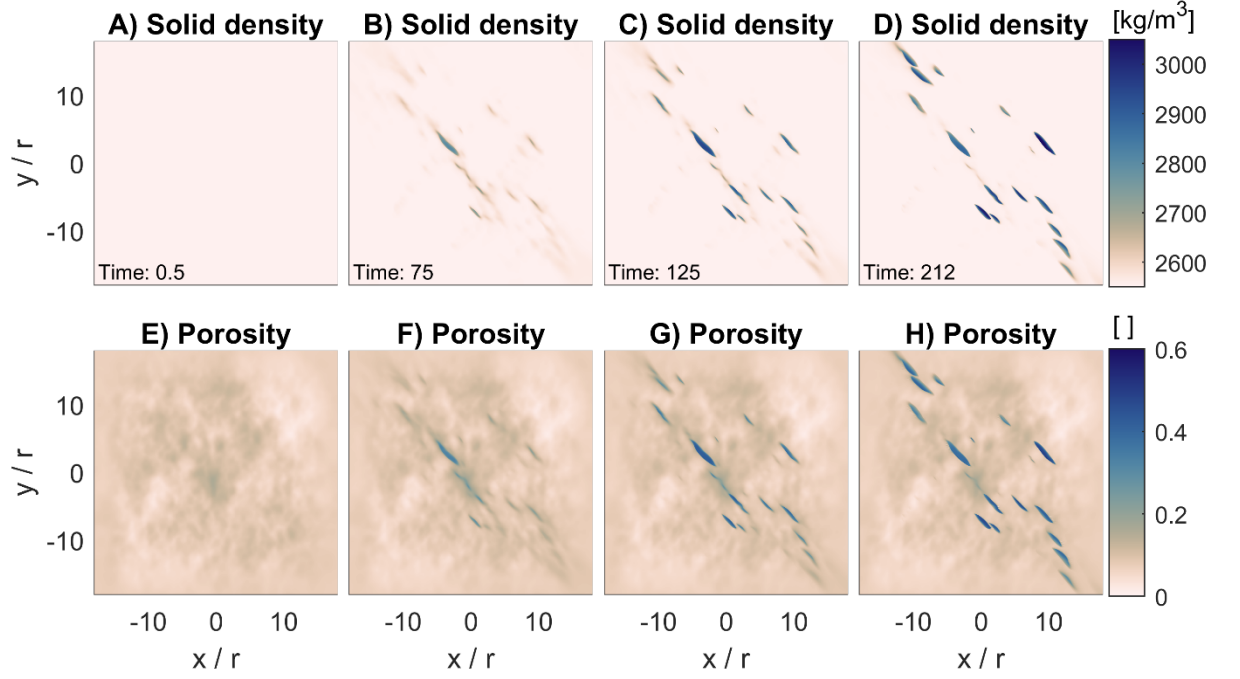 A) Solid density B) Solid density C) Solid density D) Solid density [kg/m³]
3000
2900
2800
2700
2600
10
0
-10
y / r
Time: 0.5 Time: 75 Time: 125 Time: 212
E) Porosity F) Porosity G) Porosity H) Porosity [ ]
0.6
0.4
0.2
0
10
0
-10
y / r
-10 0 10 -10 0 10 -10 0 10 -10 0 10
x / r x / r x / r x / r